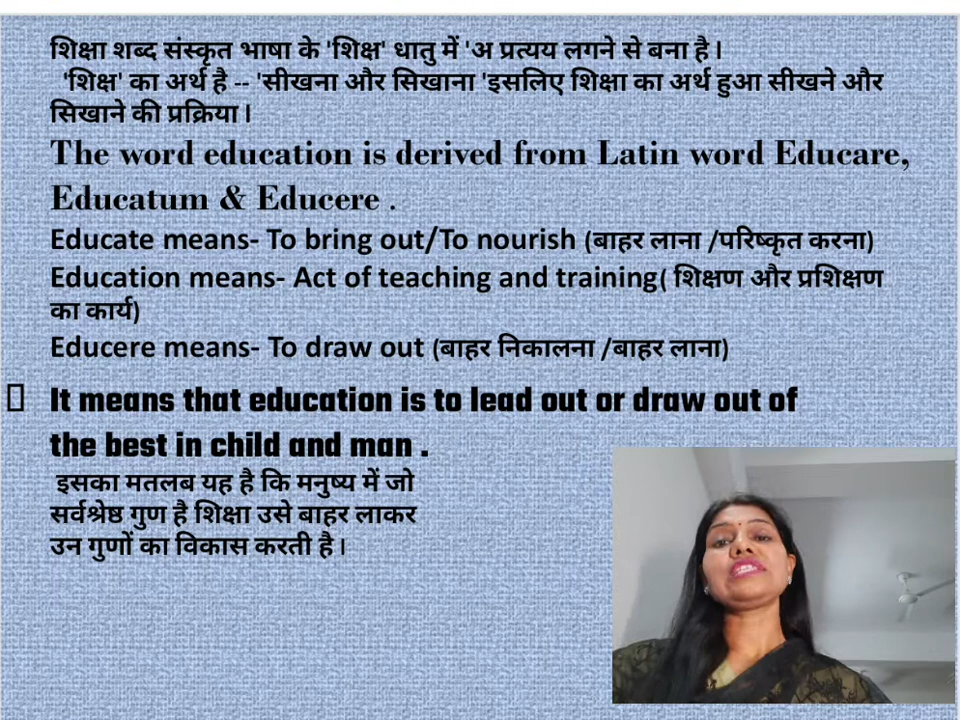 शिक्षा शब्द संस्कृत भाषा के 'शिक्ष' धातु में 'अ प्रत्यय लगने से बना है l
'शिक्ष' का अर्थ है -- 'सीखना और सिखाना 'इसलिए शिक्षा का अर्थ हुआ सीखने और
सिखाने की प्रक्रिया l
The word education is derived from Latin word Educare,
Educatum & Educere .
Educate means- To bring out/To nourish (बाहर लाना /परिष्कृत करना)
Education means- Act of teaching and training( शिक्षण और प्रशिक्षण
का कार्य)
Educere means- To draw out (बाहर निकालना /बाहर लाना)
It means that education is to lead out or draw out of
the best in child and man .
इसका मतलब यह है कि मनुष्य में जो
सर्वश्रेष्ठ गुण है शिक्षा उसे बाहर लाकर
उन गुणों का विकास करती है l